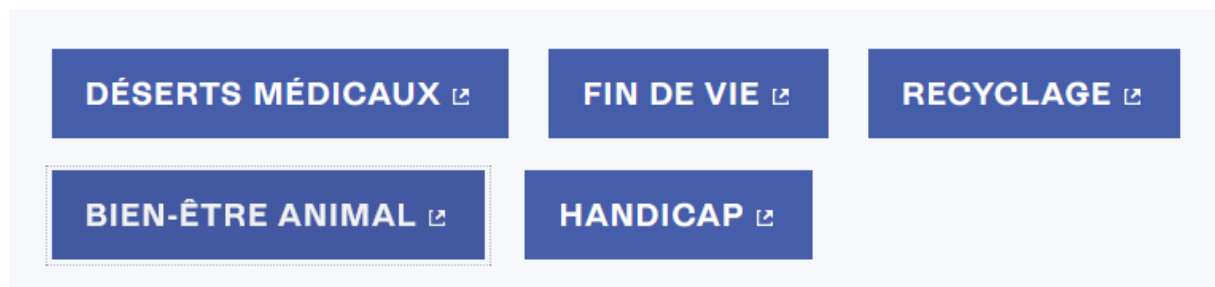 DÉSERTS MÉDICAUX
FIN DE VIE
RECYCLAGE
BIEN-ÊTRE ANIMAL
HANDICAP